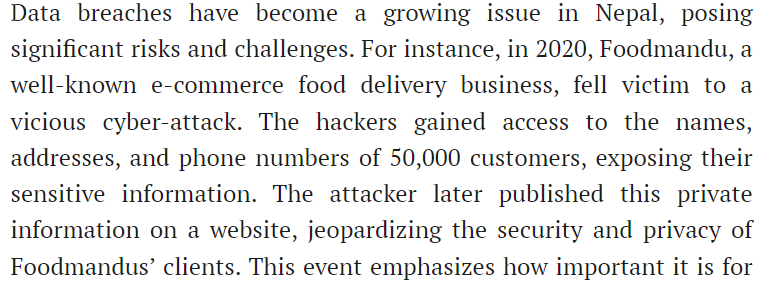 Data breaches have become a growing issue in Nepal, posing
significant risks and challenges. For instance, in 2020, Foodmandu, a
well-known e-commerce food delivery business, fell victim to a
vicious cyber-attack. The hackers gained access to the names,
addresses, and phone numbers of 50,000 customers, exposing their
sensitive information. The attacker later published this private
information on a website, jeopardizing the security and privacy of
Foodmandus’ clients. This event emphasizes how important it is for